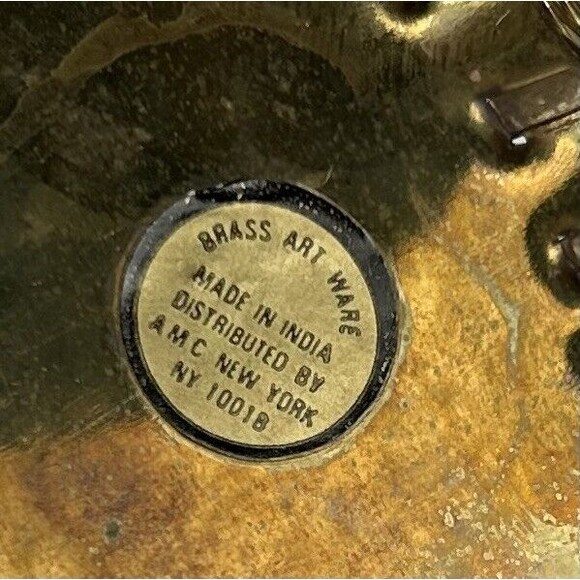 BRASS ART WARE
MADE IN INDIA
DISTRIBUTED BY
A M C NEW YORK
NY 10018